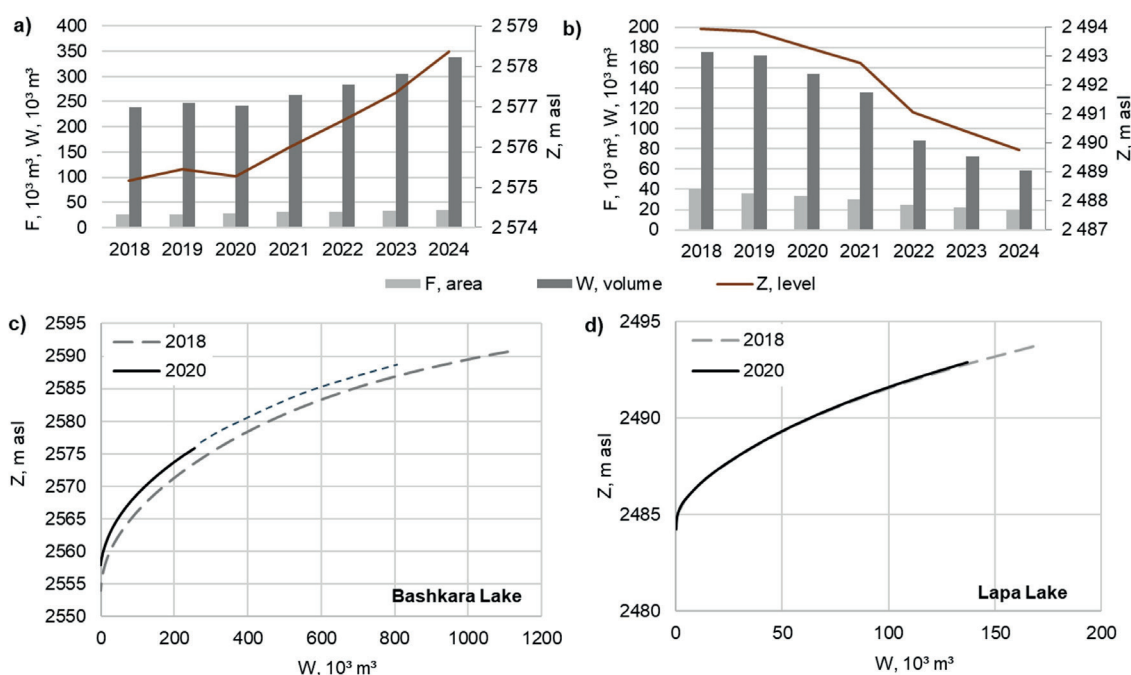 a)
F, 10³ m², W, 10³ m³
400
350
300
250
200
150
100
50
0
2 579
2 578
2 577
2 576
2 575
2 574
Z, m asl
2018 2019 2020 2021 2022 2023 2024
b)
F, 10³ m³, W, 10³ m³
200
180
160
140
120
100
80
60
40
20
0
2 494
2 493
2 492
2 491
2 490
2 488
2 488
2 487
Z, m asl
2018 2019 2020 2021 2022 2023 2024
F, area W, volume Z, level
c)
Z, m asl
2595
2590
2585
2580
2575
2570
2565
2560
2555
2550
2018
2020
Bashkara Lake
0 200 400 600 800 1000 1200
W, 10³ m³
d)
Z, m asl
2495
2490
2485
2480
2018
2020
Lapa Lake
0 50 100 150 200
W, 10³ m³